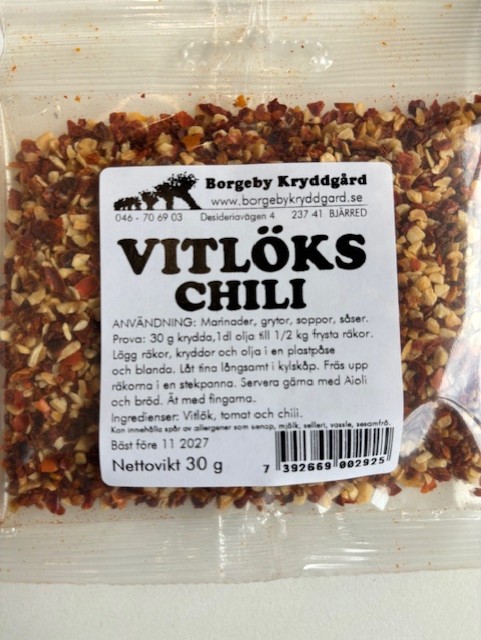 Borgeby Kryddgård
www.borgebykryddgard.se
046 - 70 69 03 Desideriavägen 4 237 41 BJÄRRED
VITLÖKS
CHILI
ANVÄNDNING: Marinader, grytor, soppor, såser.
Prova: 30 g krydda,1dl olja till 1/2 kg frysta räkor.
Lägg räkor, kryddor och olja i en plastpåse
och blanda. Låt tina långsamt i kylskåp. Fräs upp
räkorna i en stekpanna. Servera gärna med Aioli
och bröd. Ät med fingarna.
Ingredienser: Vitlök, tomat och chili.
Kan innehålla spår av allergener som senap, mjölk, selleri, vassle, sesamfrö.
Bäst före 11 2027
Nettovikt 30 g
7 392669 002925